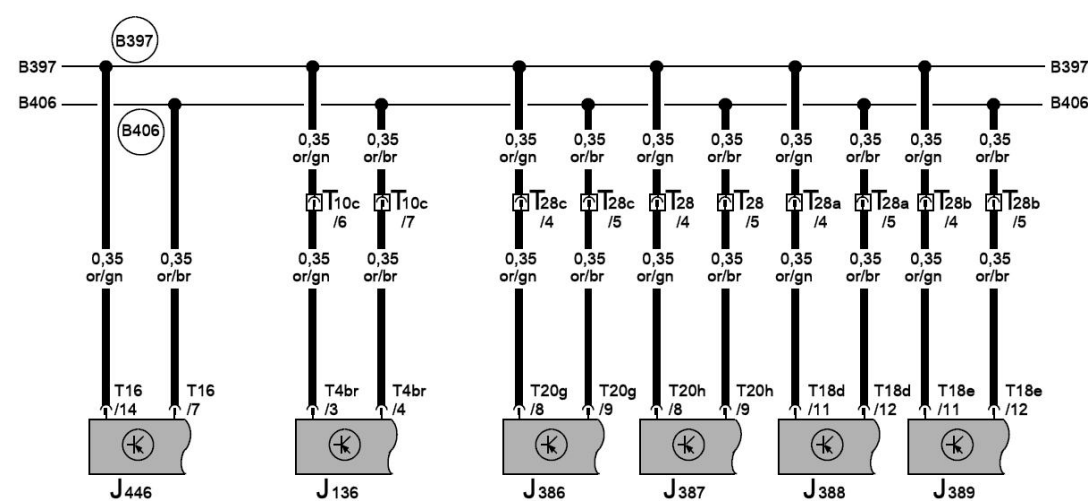 B397
B397 B397
B406 B406
B406
0,35 0,35 0,35 0,35 0,35 0,35 0,35 0,35 0,35 0,35
or/gn or/br or/gn or/br or/gn or/br or/gn or/br or/gn or/br
T10c T10c T28c T28c T28 T28 T28a T28a T28b T28b
/6 /7 /4 /5 /4 /5 /4 /5 /4 /5
0,35 0,35 0,35 0,35 0,35 0,35 0,35 0,35 0,35 0,35 0,35 0,35
or/gn or/br or/gn or/br or/gn or/br or/gn or/br or/gn or/br or/gn or/br
T16 T16 T4br T4br T20g T20g T20h T20h T18d T18d T18e T18e
/14 /7 /3 /4 /8 /9 /8 /9 /11 /12 /11 /12
J446 J136 J386 J387 J388 J389